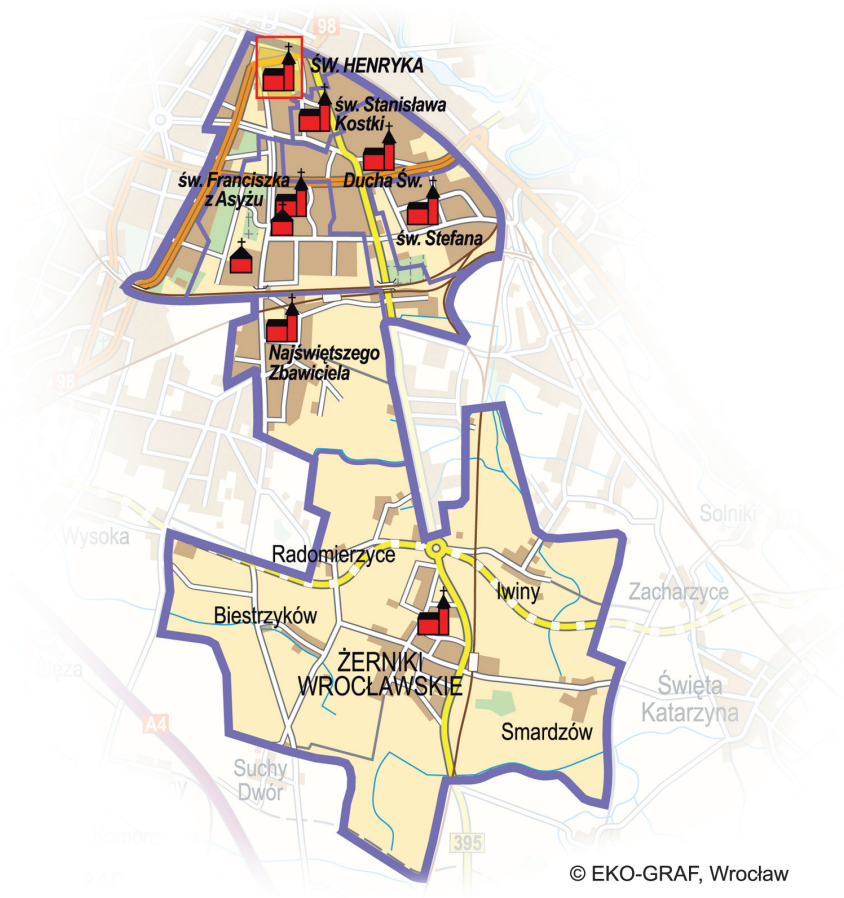 98
ŚW. HENRYKA
św. Stanisława
Kostki
św. Franciszka
z Asyżu
Ducha Św.
św. Stefana
Najświętszego
Zbawiciela
98
Wysoka
Solniki
Radomierzyce
Iwiny
Zacharzyce
Biestrzyków
ŻERNIKI
WROCŁAWSKIE
Święta
Katarzyna
A4
Smardzów
Suchy
Dwór
395
© EKO-GRAF, Wrocław